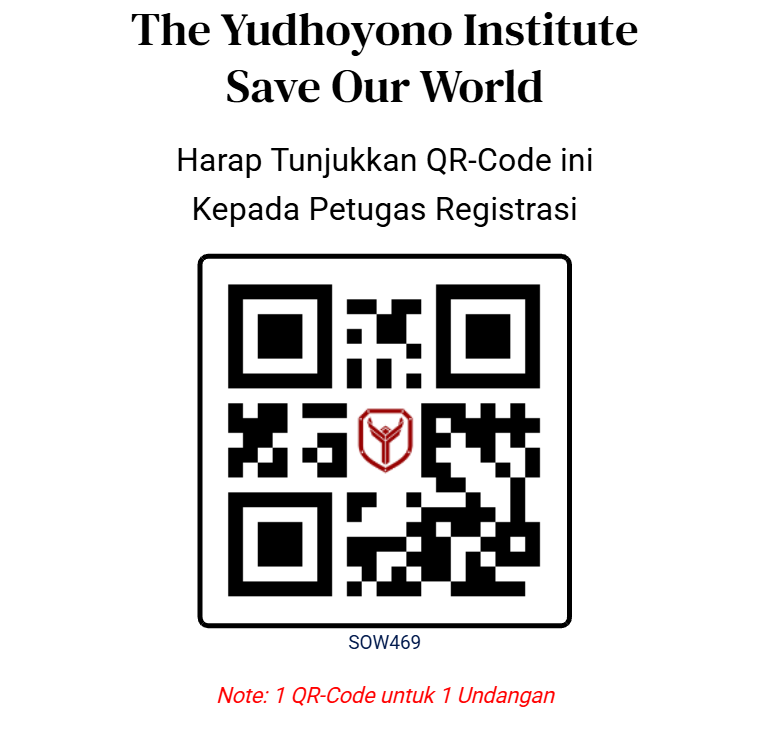 The Yudhoyono Institute
Save Our World
Harap Tunjukkan QR-Code ini
Kepada Petugas Registrasi
SOW469
Note: 1 QR-Code untuk 1 Undangan